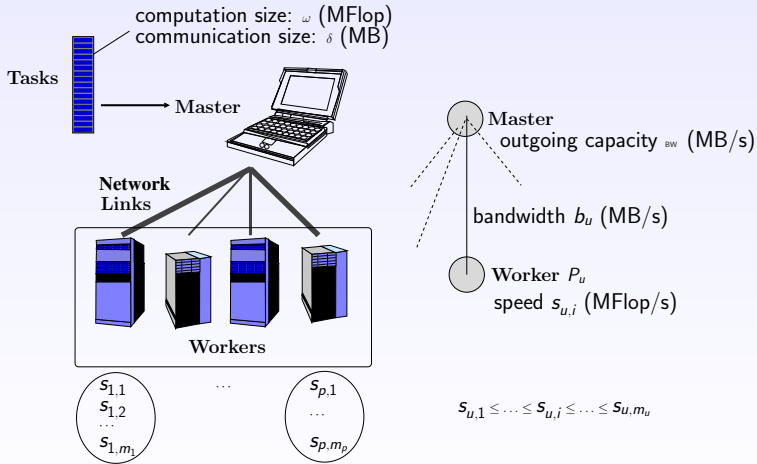 computation size: ω (MFlop)
communication size: δ (MB)
Tasks
Master
Network
Links
Workers
s1,1
s1,2
...
s1,m1
...
sp,1
...
sp,mp
Master
outgoing capacity BW (MB/s)
bandwidth bu (MB/s)
Worker Pu
speed su,i (MFlop/s)
su,1 ≤ ... ≤ su,i ≤ ... ≤ su,mu